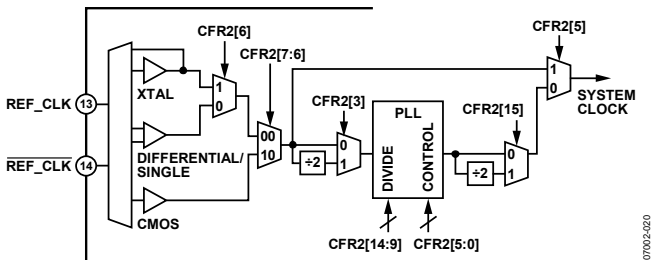 CFR2[5]
CFR2[6]
CFR2[7:6]
1
XTAL
1
0
SYSTEM
CLOCK
0
CFR2[3]
CFR2[15]
REF_CLK
13
PLL
00
10
0
1
÷2
DIVIDE
CONTROL
0
1
÷2
REF_CLK
14
DIFFERENTIAL/
SINGLE
CMOS
CFR2[14:9]
CFR2[5:0]
07002-020